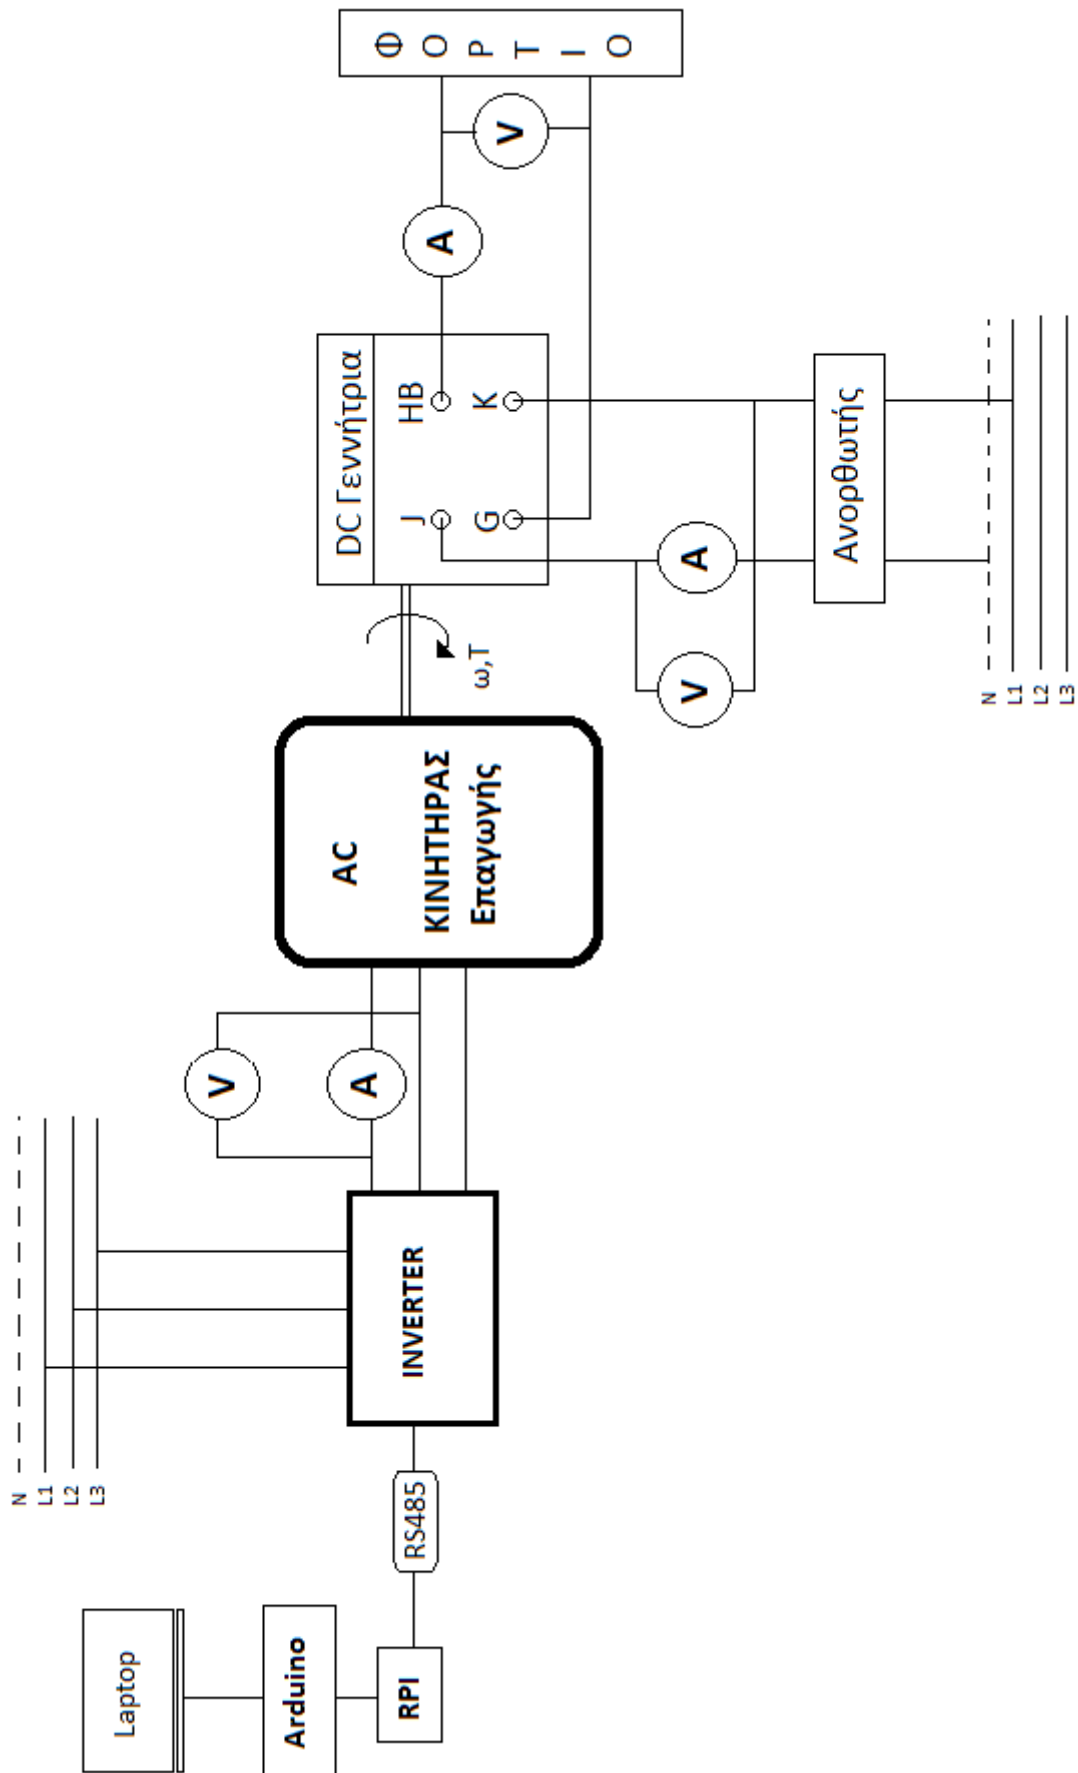 Laptop
Arduino
RPI
RS485
INVERTER
N
L1
L2
L3
V
A
AC
ΚΙΝΗΤΗΡΑΣ
Επαγωγής
ω,T
DC Γεννήτρια
J
HB
G
K
A
V
ΦΟΡΤΙΟ
V
A
Ανορθωτής
N
L1
L2
L3